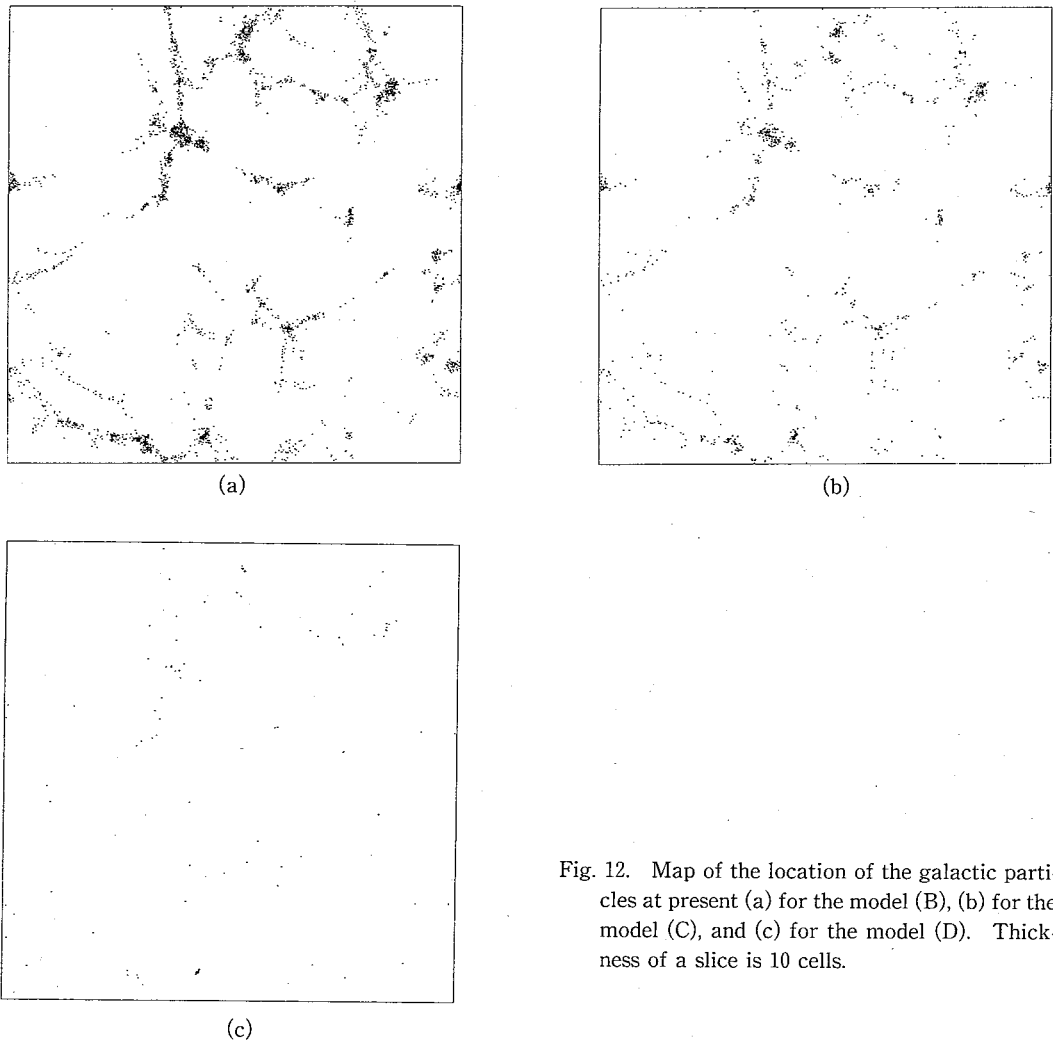 (a)
(b)
(c)
Fig. 12. Map of the location of the galactic parti-
cles at present (a) for the model (B), (b) for the
model (C), and (c) for the model (D). Thick-
ness of a slice is 10 cells.